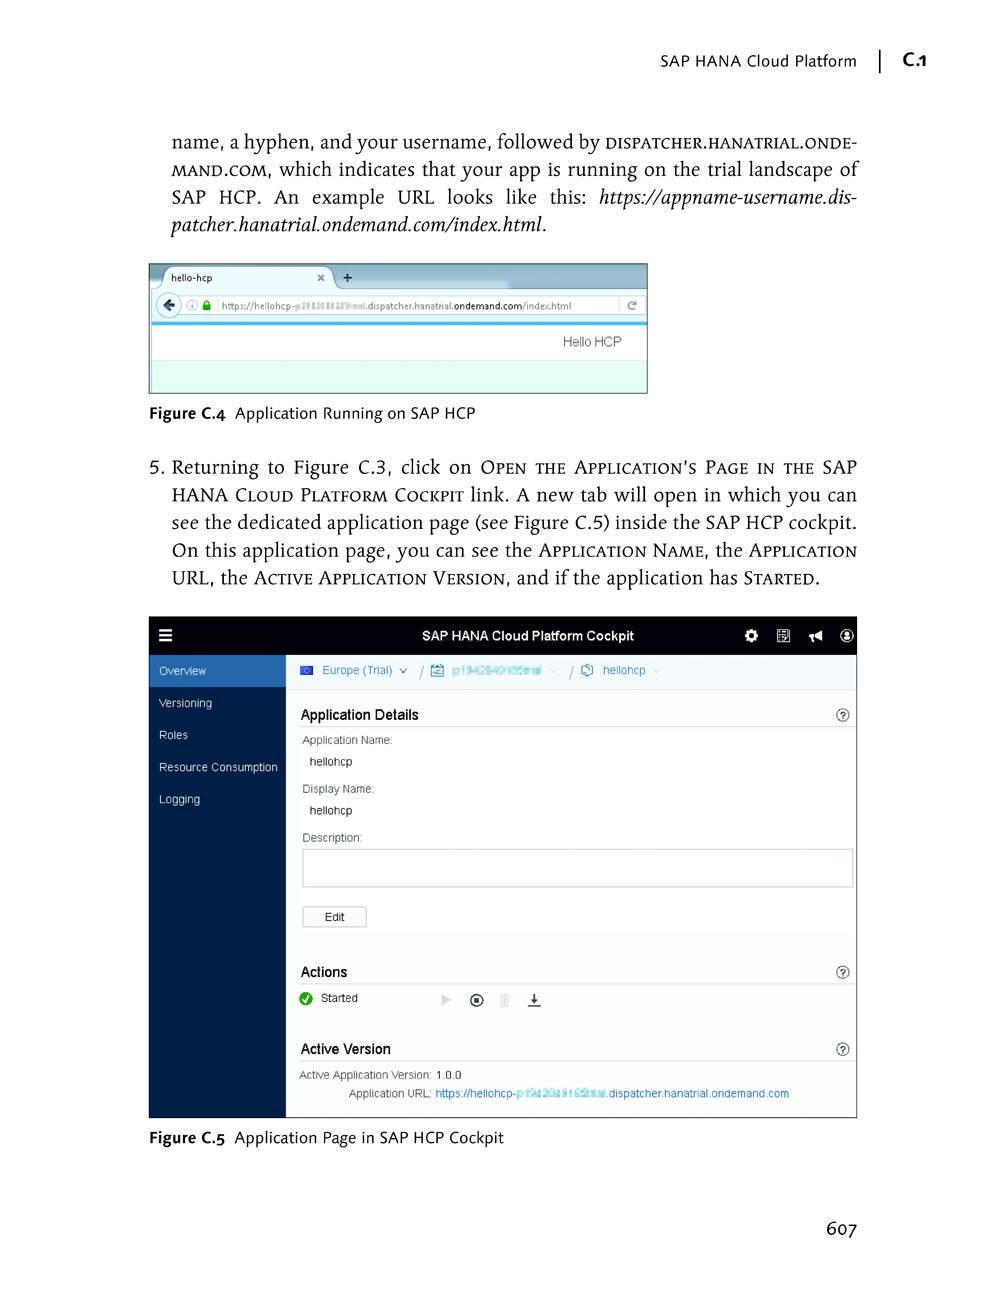 SAP HANA Cloud Platform | C.1
name, a hyphen, and your username, followed by DISPATCHER.HANATRIAL.ONDE-
MAND.COM, which indicates that your app is running on the trial landscape of
SAP HCP. An example URL looks like this: https://appname-username.dis-
patcher.hanatrial.ondemand.com/index.html.
hello-hcp × +
https://hellohcp- .dispatcher.hanatrial.ondemand.com/index.html
Hello HCP
Figure C.4 Application Running on SAP HCP
5. Returning to Figure C.3, click on OPEN THE APPLICATION'S PAGE IN THE SAP
HANA CLOUD PLATFORM COCKPIT link. A new tab will open in which you can
see the dedicated application page (see Figure C.5) inside the SAP HCP cockpit.
On this application page, you can see the APPLICATION NAME, the APPLICATION
URL, the ACTIVE APPLICATION VERSION, and if the application has STARTED.
SAP HANA Cloud Platform Cockpit
Overview
Versioning
Roles
Resource Consumption
Logging
Europe (Trial) / / hellohcp
Application Details
Application Name:
hellohcp
Display Name:
hellohcp
Description:
Edit
Actions
Started
Active Version
Active Application Version: 1.0.0
Application URL: https://hellohcp- .dispatcher.hanatrial.ondemand.com
Figure C.5 Application Page in SAP HCP Cockpit
607